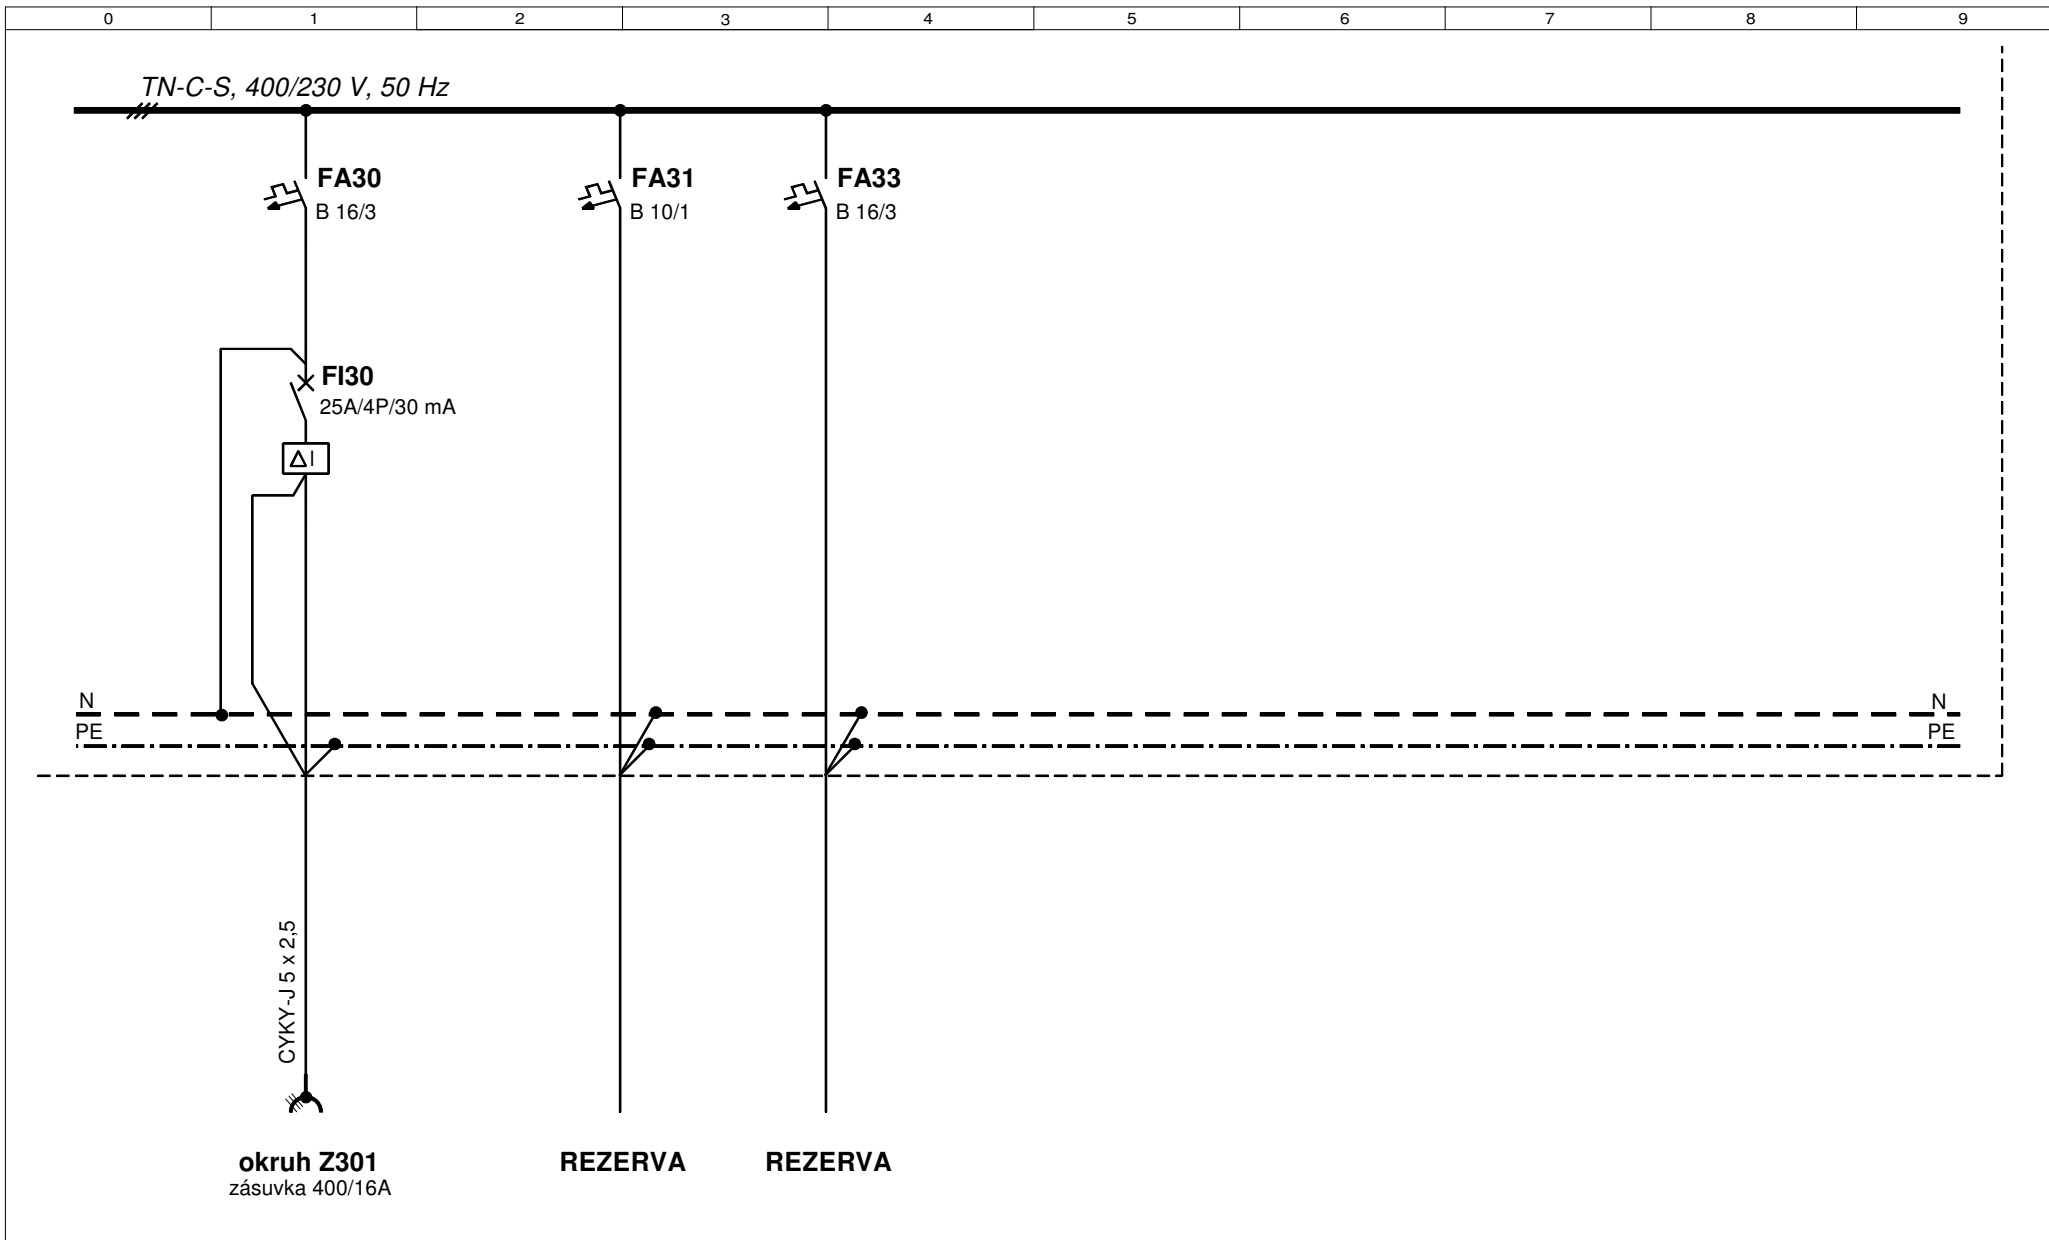 0 1 2 3 4 5 6 7 8 9
TN-C-S, 400/230 V, 50 Hz
FA30
B 16/3
FA31
B 10/1
FA33
B 16/3
FI30
25A/4P/30 mA
ΔI
N
N
PE
PE
CYKY-J 5 x 2,5
okruh Z301
zásuvka 400/16A
REZERVA
REZERVA